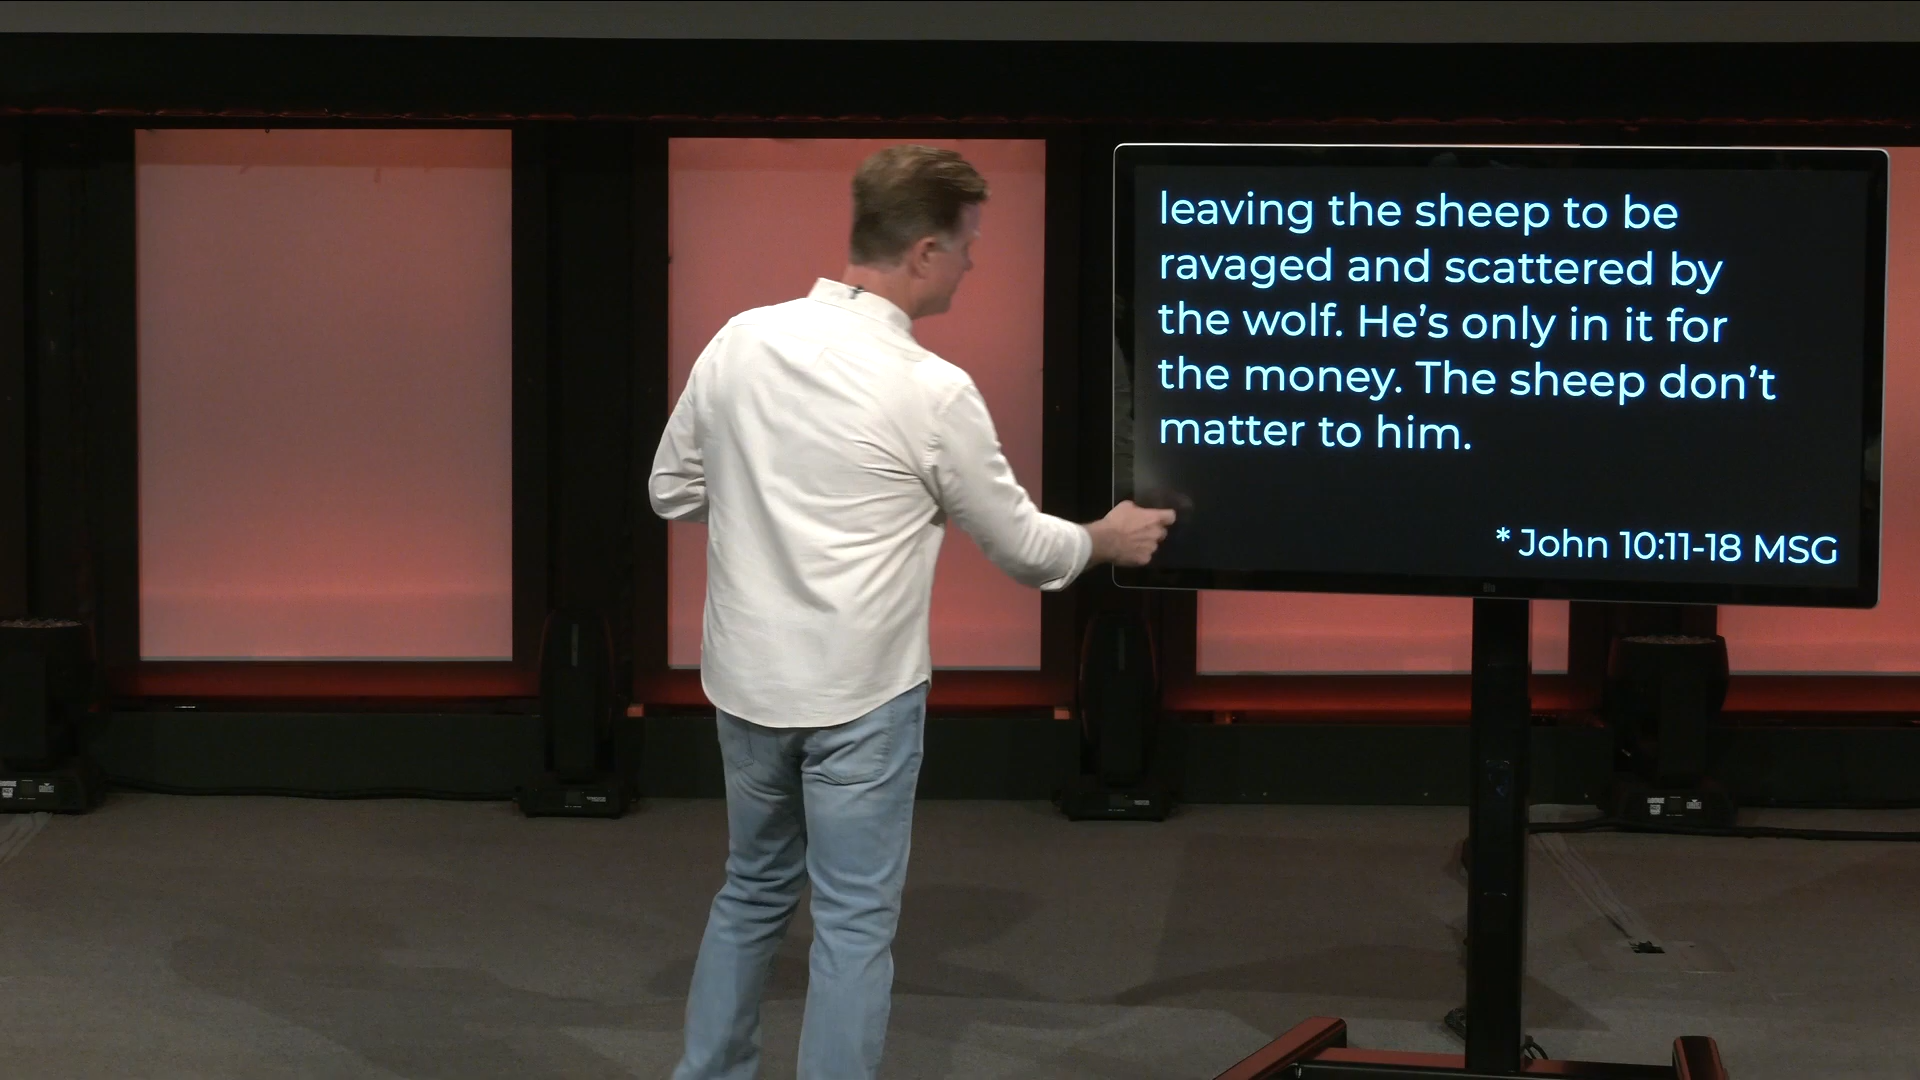 leaving the sheep to be
ravaged and scattered by
the wolf. He’s only in it for
the money. The sheep don’t
matter to him.
* John 10:11-18 MSG